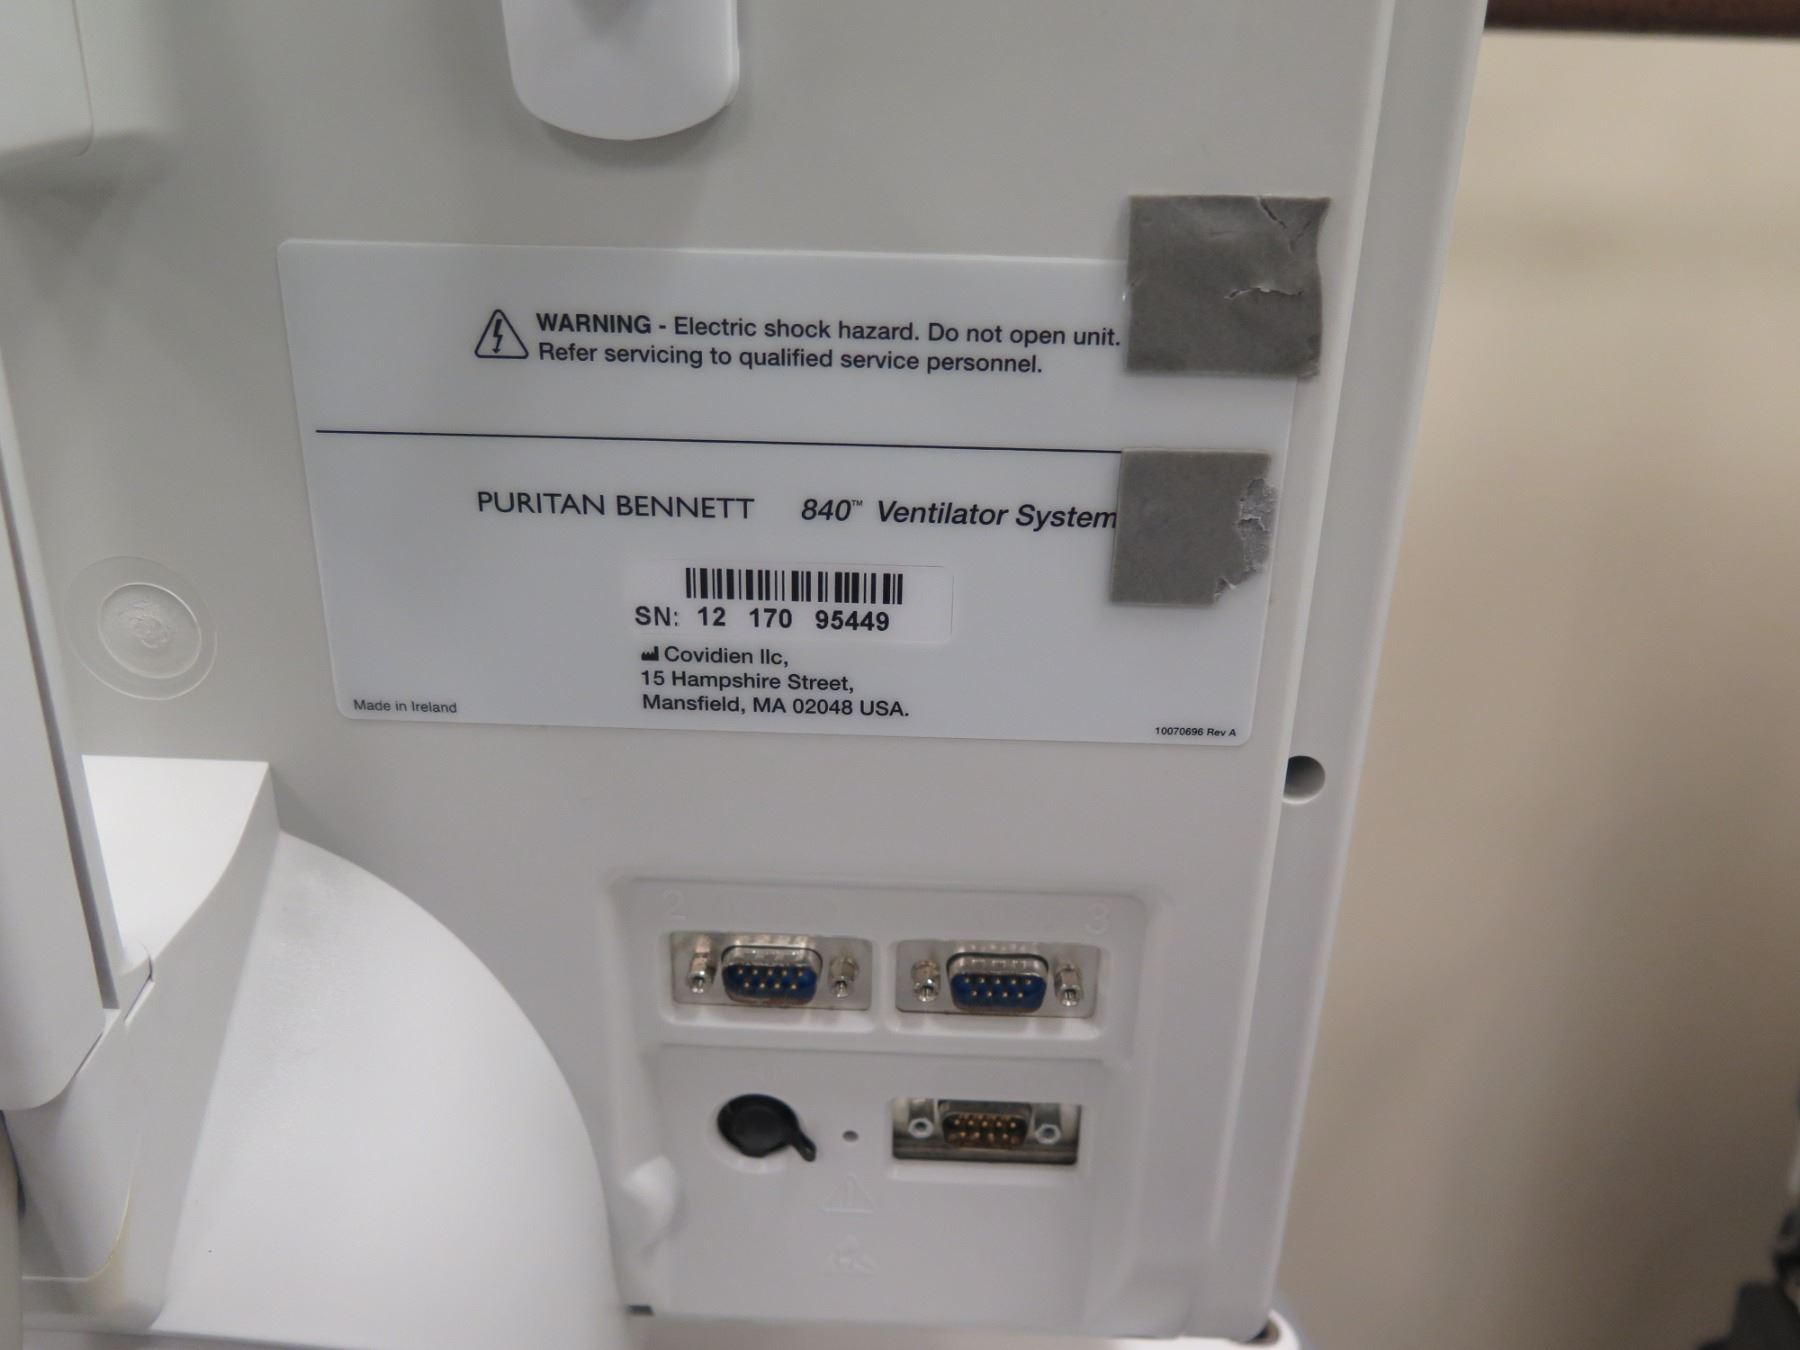 WARNING - Electric shock hazard. Do not open unit.
Refer servicing to qualified service personnel.
PURITAN BENNETT 840™ Ventilator System
SN: 12 170 95449
Covidien llc,
15 Hampshire Street,
Mansfield, MA 02048 USA.
Made in Ireland
10070696 Rev A
2
3